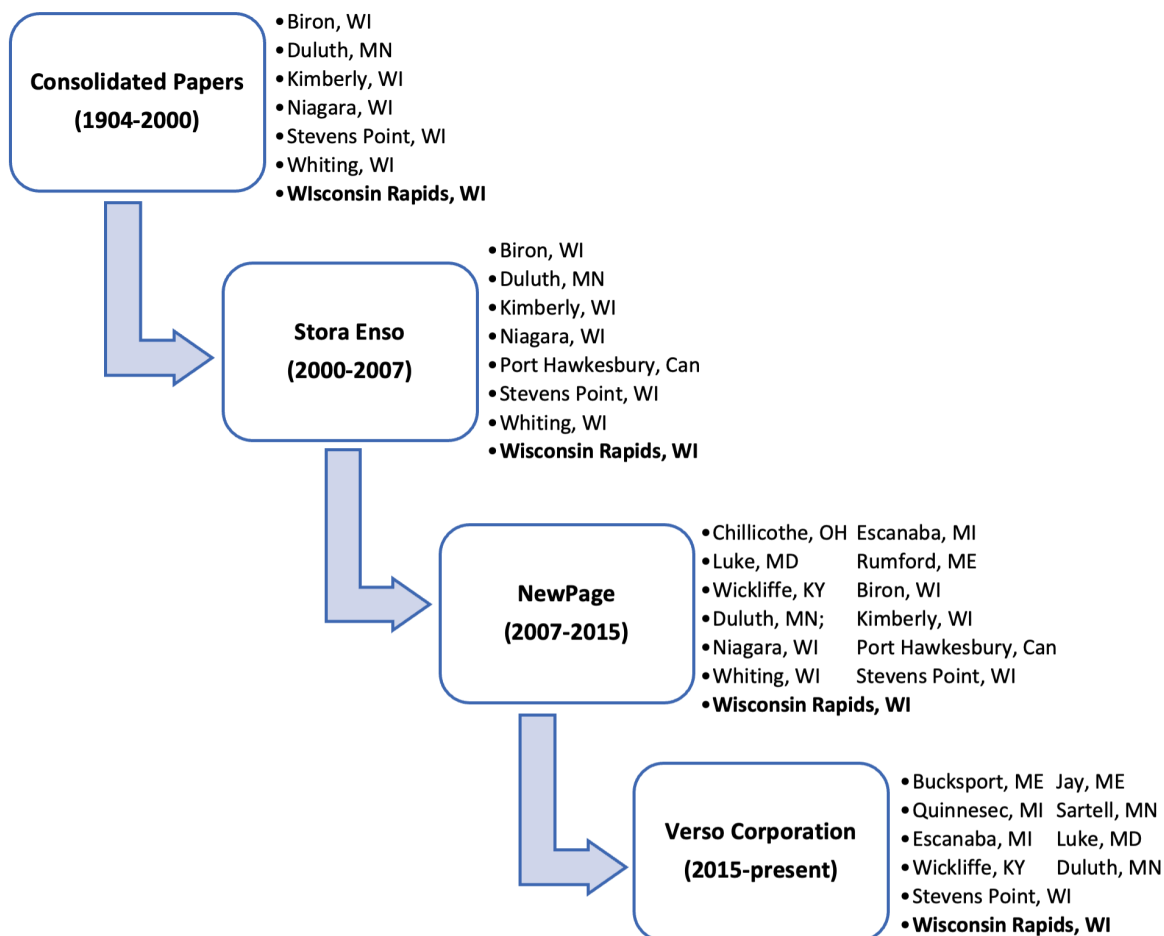 Consolidated Papers
(1904-2000)
•Biron, WI
•Duluth, MN
•Kimberly, WI
•Niagara, WI
•Stevens Point, WI
•Whiting, WI
•WIsconsin Rapids, WI
Stora Enso
(2000-2007)
•Biron, WI
•Duluth, MN
•Kimberly, WI
•Niagara, WI
•Port Hawkesbury, Can
•Stevens Point, WI
•Whiting, WI
•Wisconsin Rapids, WI
NewPage
(2007-2015)
•Chillicothe, OH Escanaba, MI
•Luke, MD Rumford, ME
•Wickliffe, KY Biron, WI
•Duluth, MN; Kimberly, WI
•Niagara, WI Port Hawkesbury, Can
•Whiting, WI Stevens Point, WI
•Wisconsin Rapids, WI
Verso Corporation
(2015-present)
•Bucksport, ME Jay, ME
•Quinnesec, MI Sartell, MN
•Escanaba, MI Luke, MD
•Wickliffe, KY Duluth, MN
•Stevens Point, WI
•Wisconsin Rapids, WI